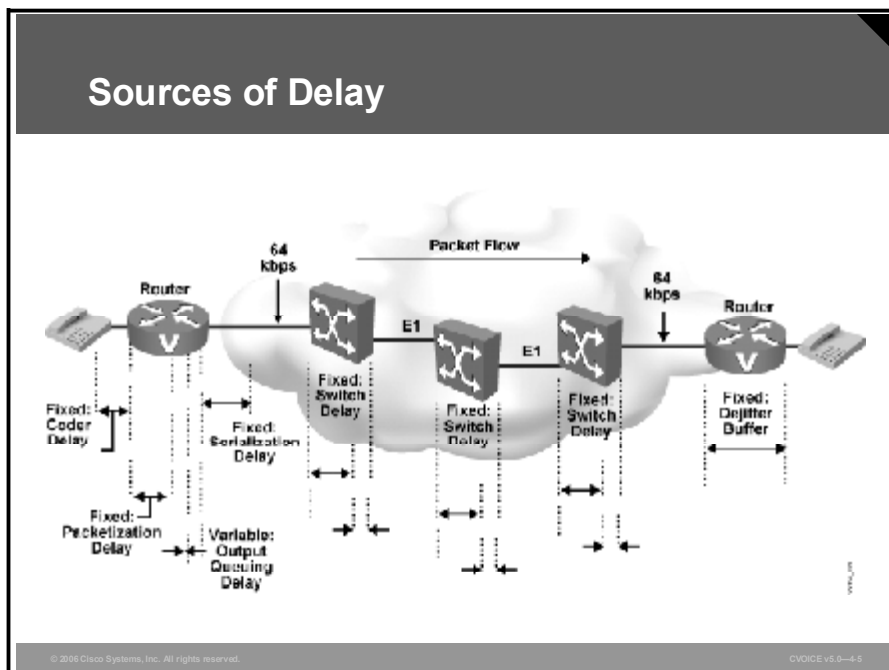 Sources of Delay
Packet Flow
64
kbps
64
kbps
Router
Router
E1
E1
V
V
Fixed:
Coder
Delay
Fixed:
Serialization
Delay
Fixed:
Switch
Delay
Fixed:
Switch
Delay
Fixed:
Switch
Delay
Fixed:
Dejitter
Buffer
Fixed:
Packetization
Delay
Variable:
Output
Queuing
Delay
© 2006 Cisco Systems, Inc. All rights reserved.
CVOICE v5.0—4-5